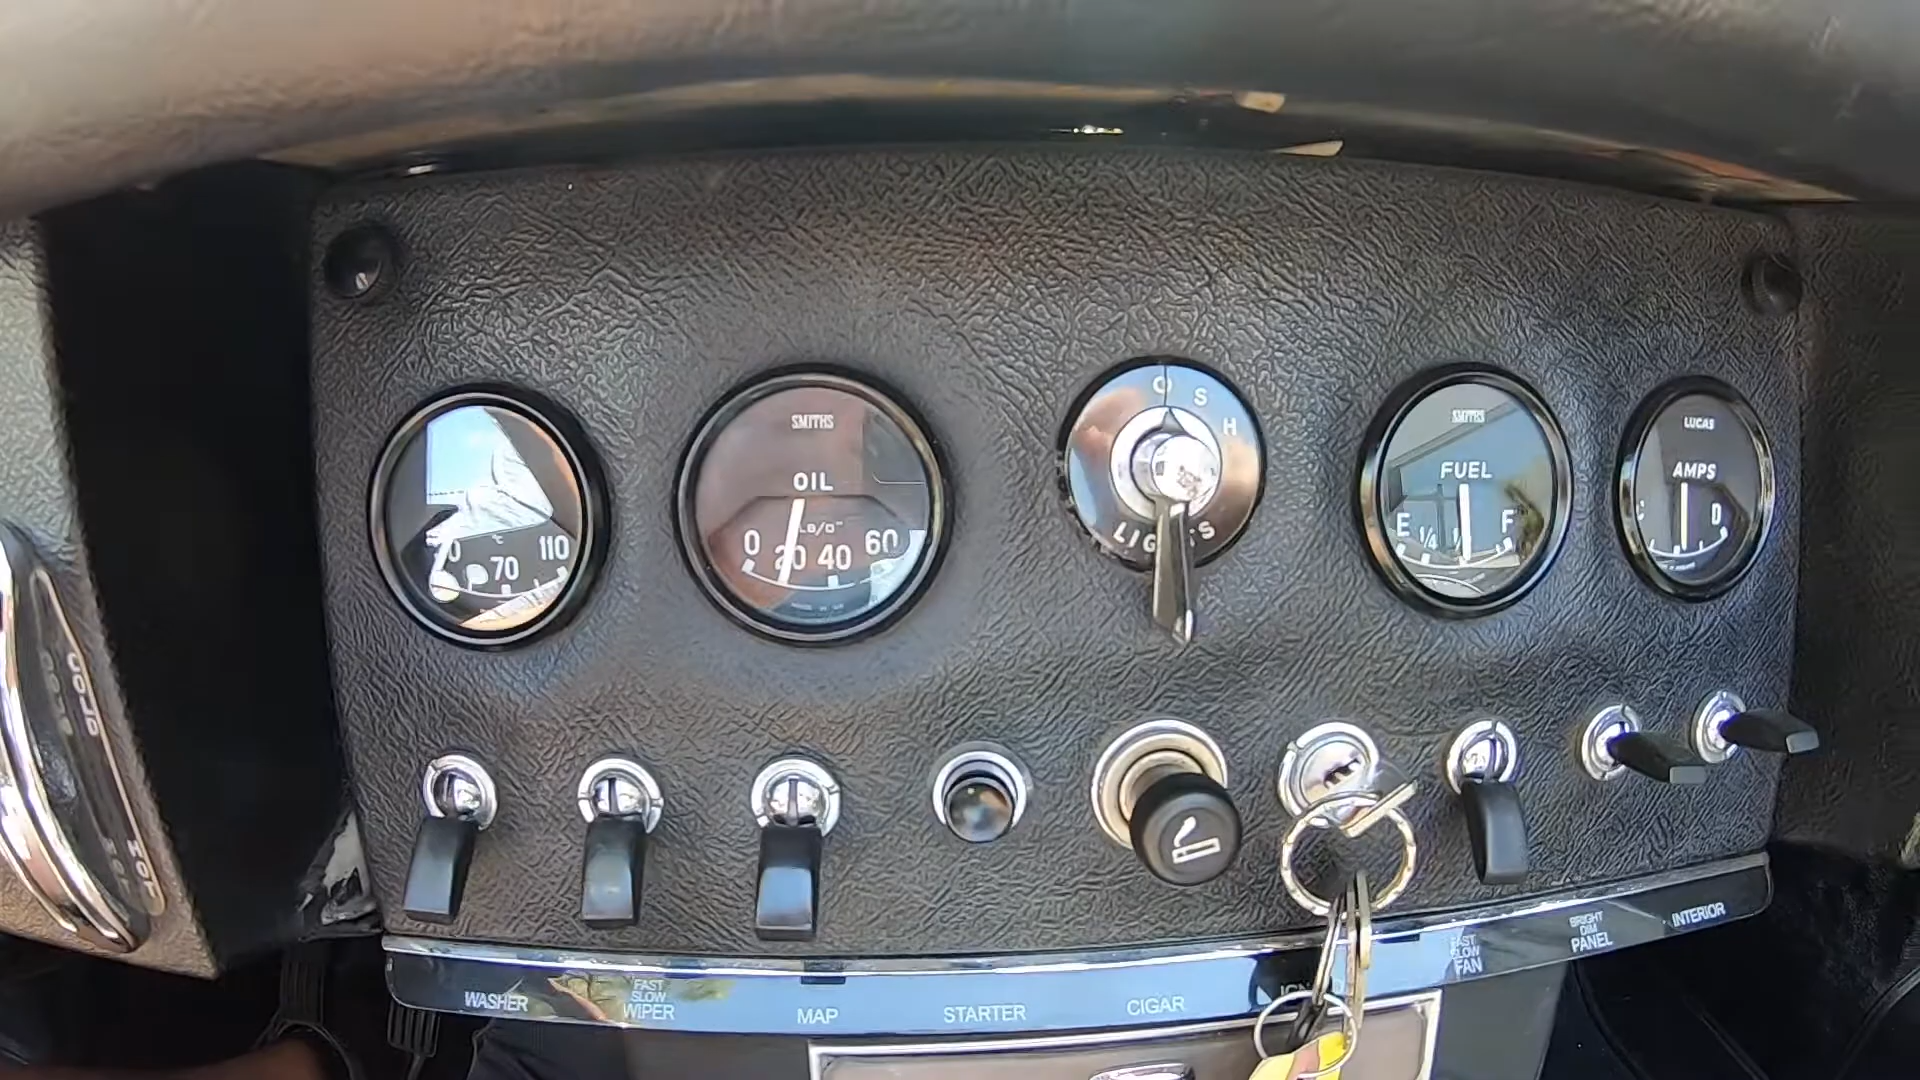 SMITHS
OIL
LB/□"
0 20 40 60
°C
70 110
O S H
LIGHTS
SMITHS
FUEL
E 1/4 F
LUCAS
AMPS
D
WASHER
FAST
SLOW
WIPER
MAP
STARTER
CIGAR
FAST
SLOW
FAN
BRIGHT
DIM
PANEL
INTERIOR